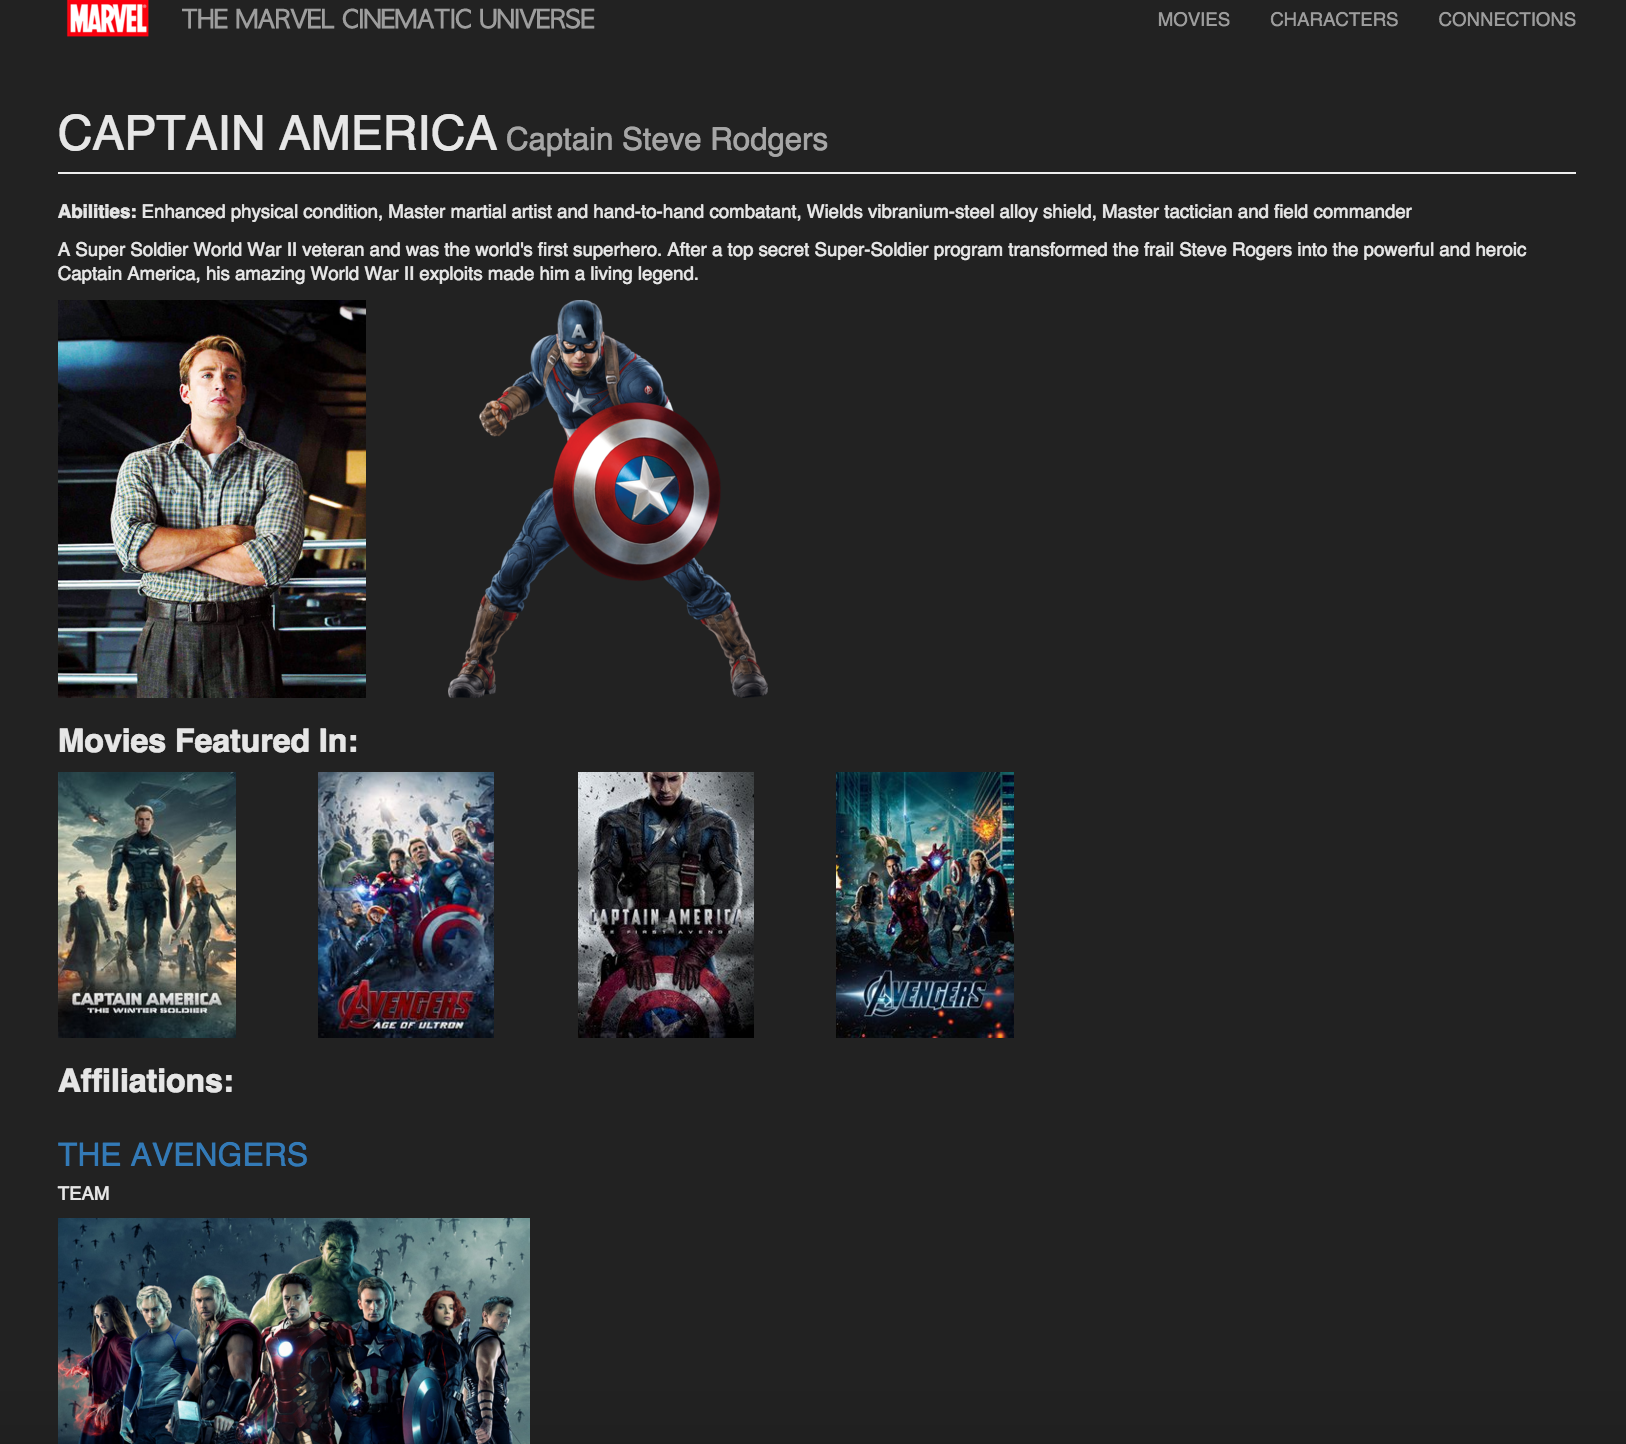 MARVEL THE MARVEL CINEMATIC UNIVERSE MOVIES CHARACTERS CONNECTIONS
CAPTAIN AMERICA Captain Steve Rodgers
Abilities: Enhanced physical condition, Master martial artist and hand-to-hand combatant, Wields vibranium-steel alloy shield, Master tactician and field commander
A Super Soldier World War II veteran and was the world's first superhero. After a top secret Super-Soldier program transformed the frail Steve Rogers into the powerful and heroic
Captain America, his amazing World War II exploits made him a living legend.
A
Movies Featured In:
CAPTAIN AMERICA
THE WINTER SOLDIER
AVENGERS
AGE OF ULTRON
CAPTAIN AMERICA
THE FIRST AVENGER
AVENGERS
Affiliations:
THE AVENGERS
TEAM